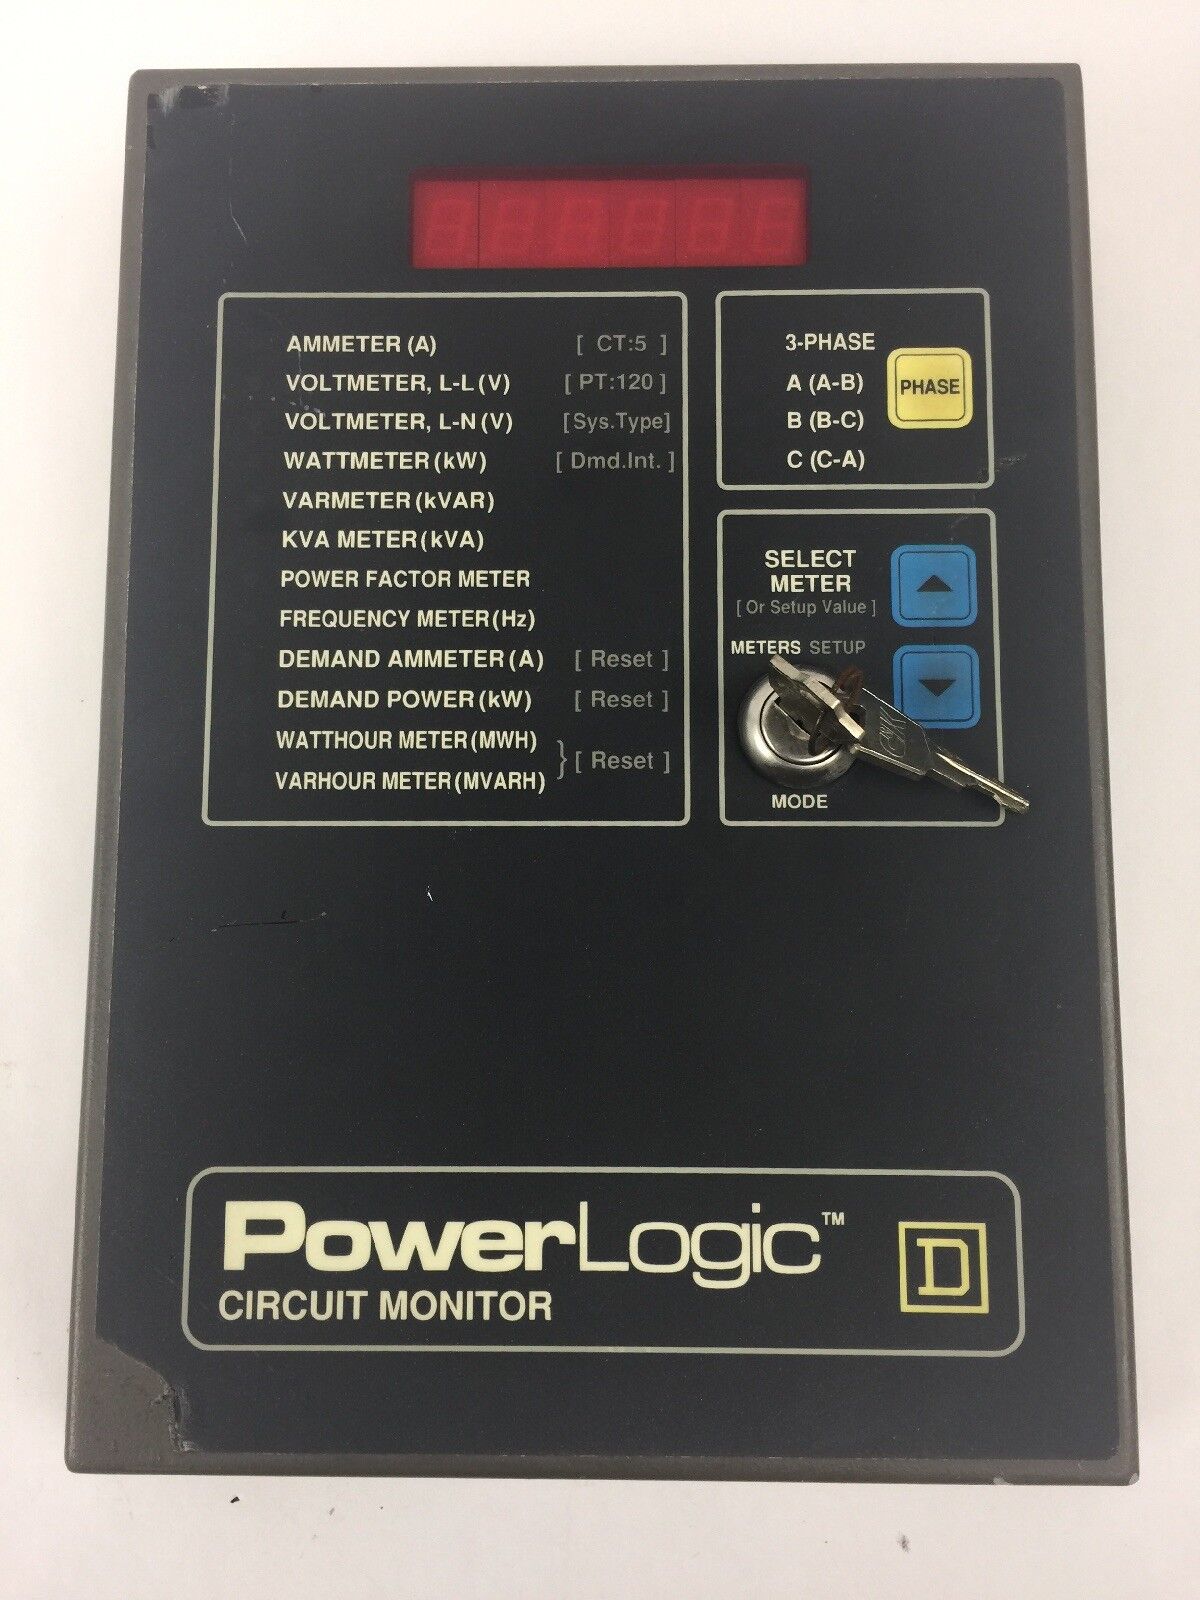 AMMETER (A) [ CT:5 ]
VOLTMETER, L-L (V) [ PT:120 ]
VOLTMETER, L-N (V) [Sys.Type]
WATTMETER (kW) [ Dmd.Int. ]
VARMETER (kVAR)
KVA METER (kVA)
POWER FACTOR METER
FREQUENCY METER (Hz)
DEMAND AMMETER (A) [ Reset ]
DEMAND POWER (kW) [ Reset ]
WATTHOUR METER (MWH)
VARHOUR METER (MVARH)
} [ Reset ]
3-PHASE
A (A-B)
B (B-C)
C (C-A)
PHASE
SELECT
METER
[ Or Setup Value ]
METERS SETUP
MODE
PowerLogic™
CIRCUIT MONITOR
D